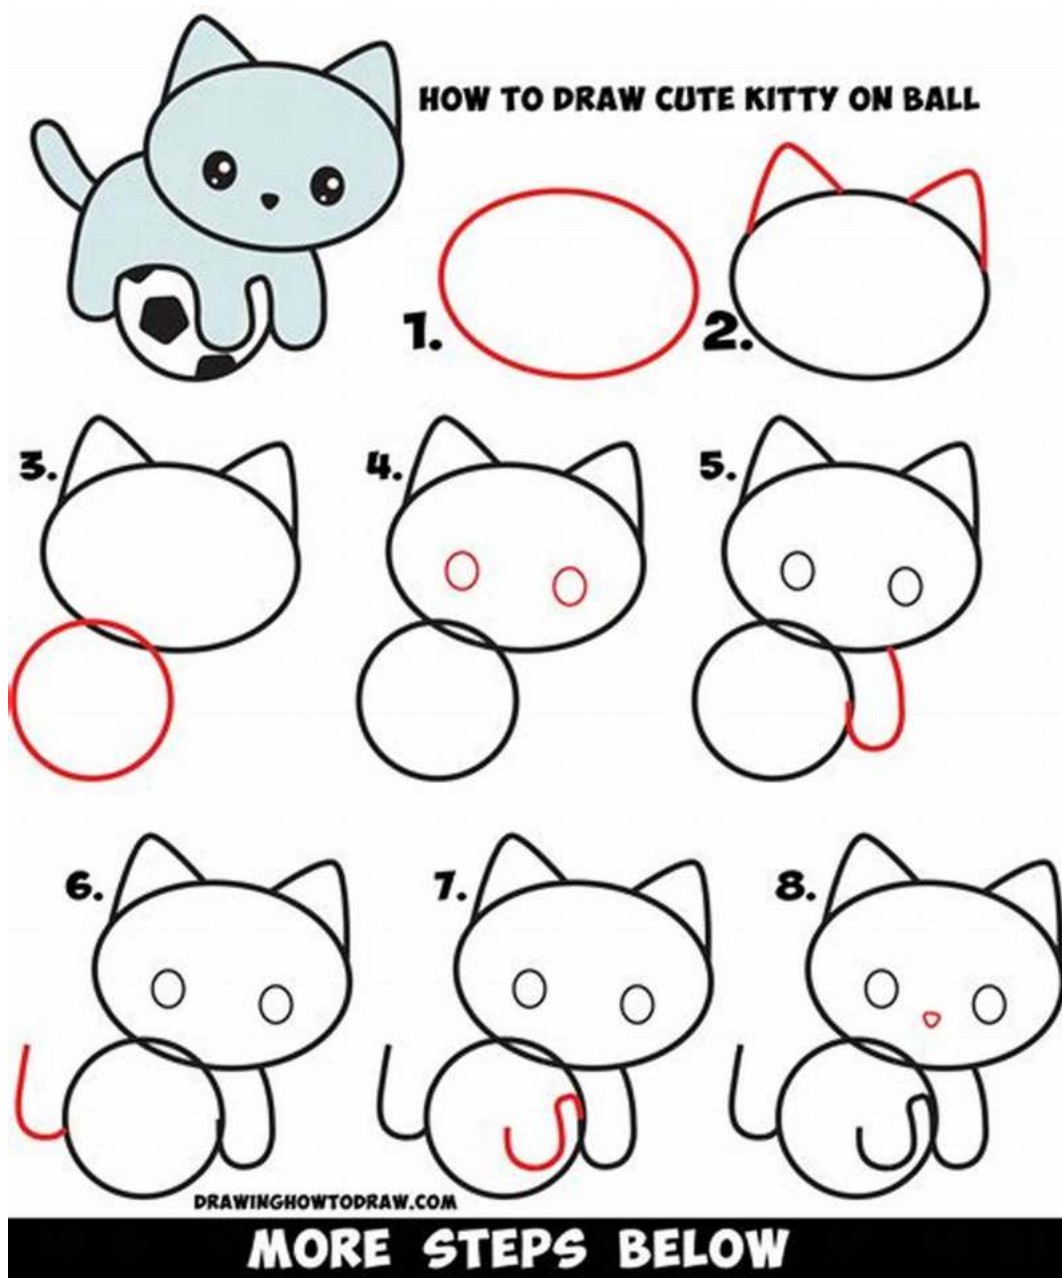 HOW TO DRAW CUTE KITTY ON BALL
1.
2.
3.
4.
5.
6.
7.
8.
DRAWINGHOWTODRAW.COM
MORE STEPS BELOW